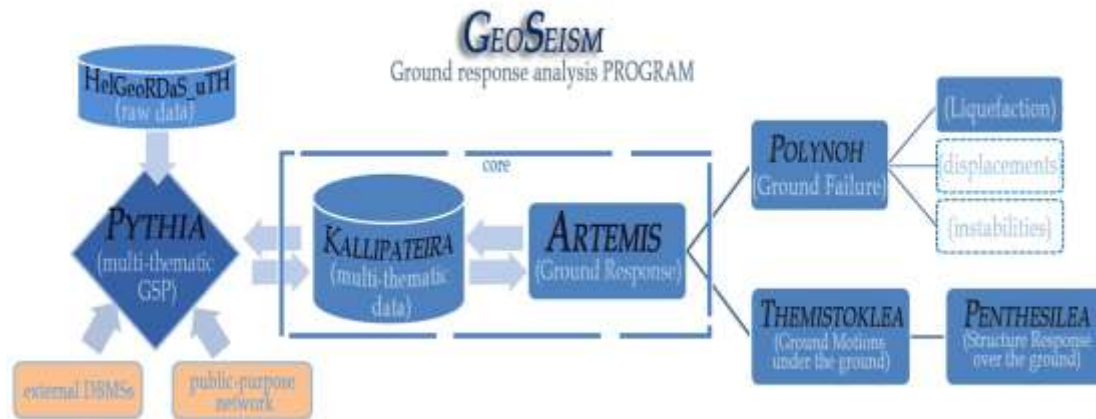 GEOSEISM
Ground response analysis PROGRAM
HelGeoRDaS_uTH
(raw data)
PYTHIA
(multi-thematic
GSP)
external DBMSs
public-purpose
network
core
KALLIPATEIRA
(multi-thematic
data)
ARTEMIS
(Ground Response)
POLYNOH
(Ground Failure)
(Liquefaction)
(displacements)
(instabilities)
THEMISTOKLEA
(Ground Motions
under the ground)
PENTHESILEA
(Structure Response
over the ground)